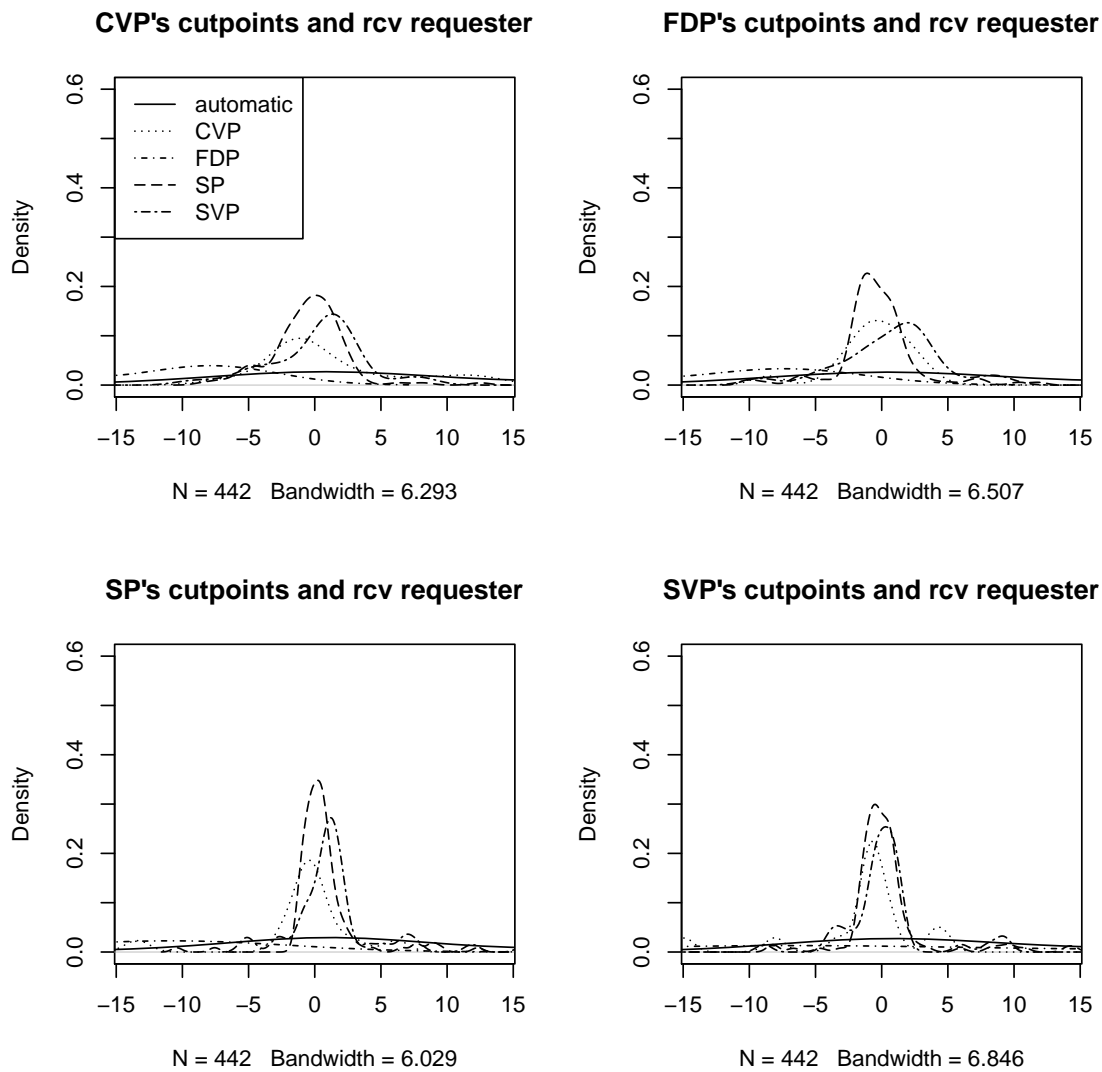 CVP's cutpoints and rcv requester
FDP's cutpoints and rcv requester
Density
0.0 0.2 0.4 0.6
automatic
CVP
FDP
SP
SVP
−15 −10 −5 0 5 10 15
N = 442 Bandwidth = 6.293
Density
0.0 0.2 0.4 0.6
−15 −10 −5 0 5 10 15
N = 442 Bandwidth = 6.507
SP's cutpoints and rcv requester
SVP's cutpoints and rcv requester
Density
0.0 0.2 0.4 0.6
−15 −10 −5 0 5 10 15
N = 442 Bandwidth = 6.029
Density
0.0 0.2 0.4 0.6
−15 −10 −5 0 5 10 15
N = 442 Bandwidth = 6.846